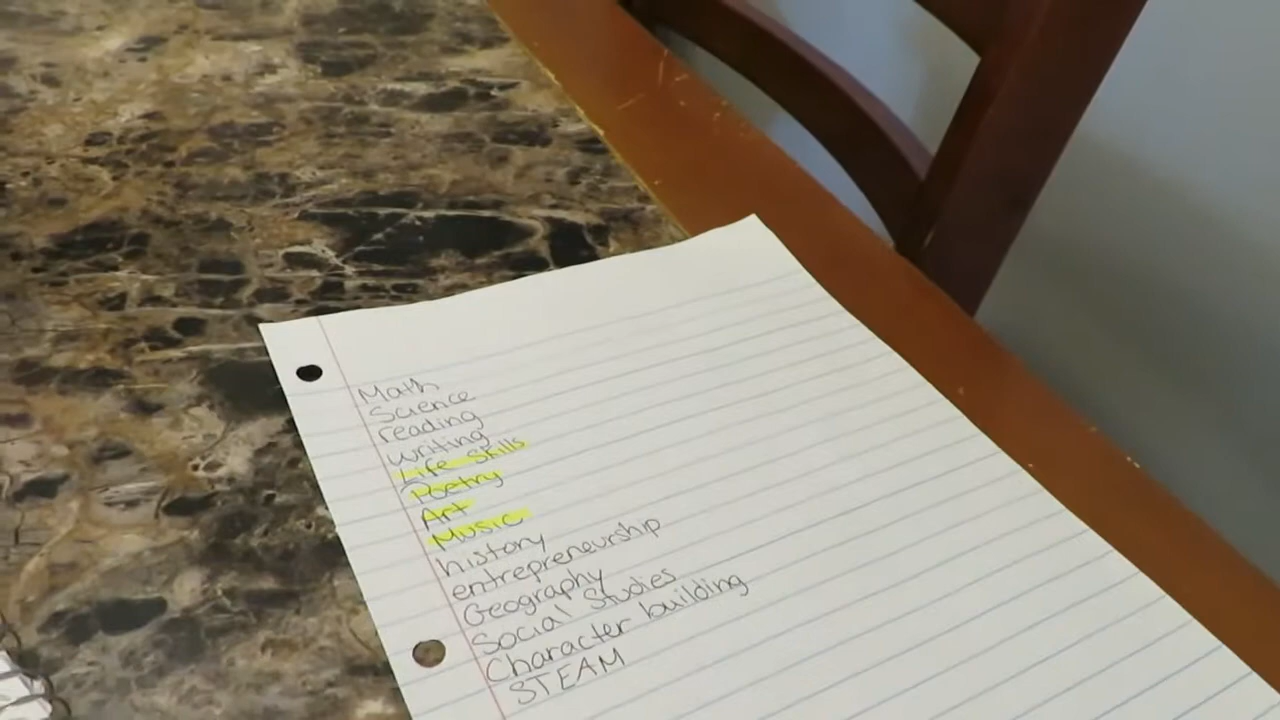 Math
Science
reading
writing
Life Skills
Poetry
Art
Music
history
entrepreneurship
Geography
Social Studies
Character building
STEAM